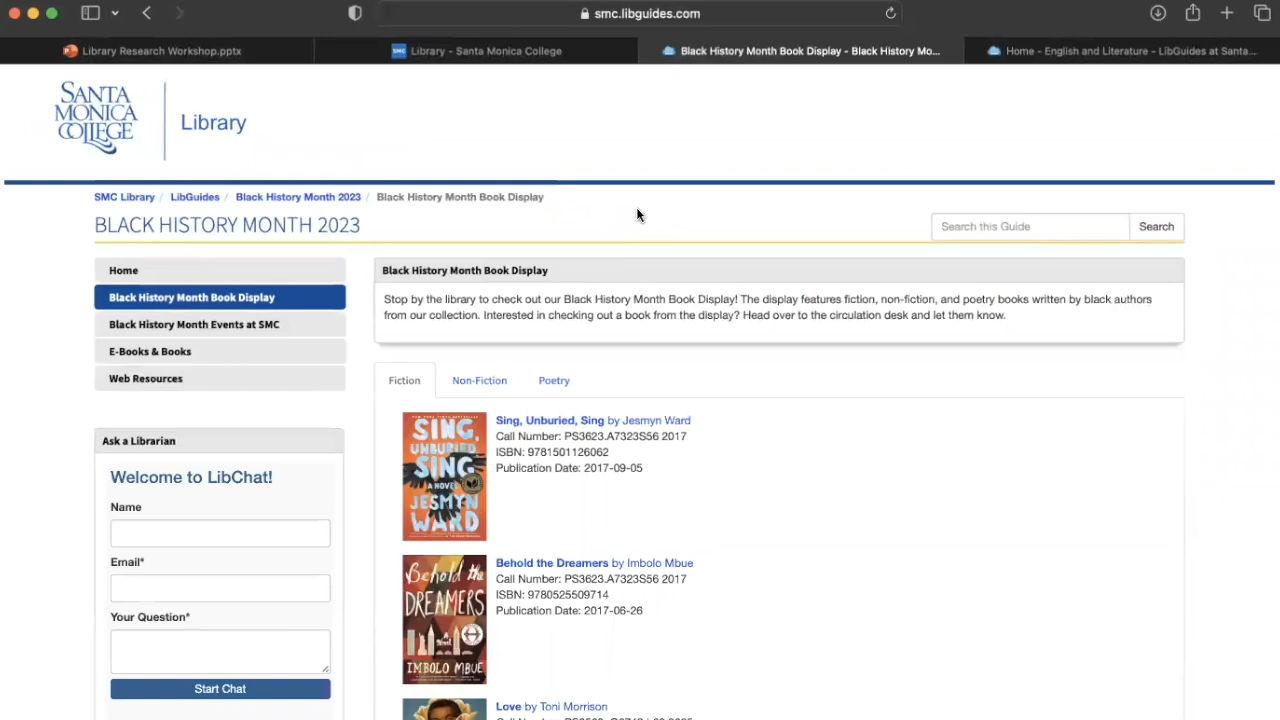 smc.libguides.com
Library Research Workshop.pptx
SMC Library - Santa Monica College
Black History Month Book Display - Black History Mo...
Home - English and Literature - LibGuides at Santa...
SANTA
MONICA
COLLEGE
Library
SMC Library / LibGuides / Black History Month 2023 / Black History Month Book Display
BLACK HISTORY MONTH 2023
Search this Guide Search
Home
Black History Month Book Display
Black History Month Events at SMC
E-Books & Books
Web Resources
Ask a Librarian
Welcome to LibChat!
Name
Email*
Your Question*
Start Chat
Black History Month Book Display
Stop by the library to check out our Black History Month Book Display! The display features fiction, non-fiction, and poetry books written by black authors
from our collection. Interested in checking out a book from the display? Head over to the circulation desk and let them know.
Fiction Non-Fiction Poetry
SING,
UNBURIED,
SING
A NOVEL
JESMYN
WARD
Sing, Unburied, Sing by Jesmyn Ward
Call Number: PS3623.A7323S56 2017
ISBN: 9781501126062
Publication Date: 2017-09-05
Behold the
DREAMERS
A Novel
IMBOLO MBUE
Behold the Dreamers by Imbolo Mbue
Call Number: PS3623.A7323S56 2017
ISBN: 9780525509714
Publication Date: 2017-06-26
Love by Toni Morrison